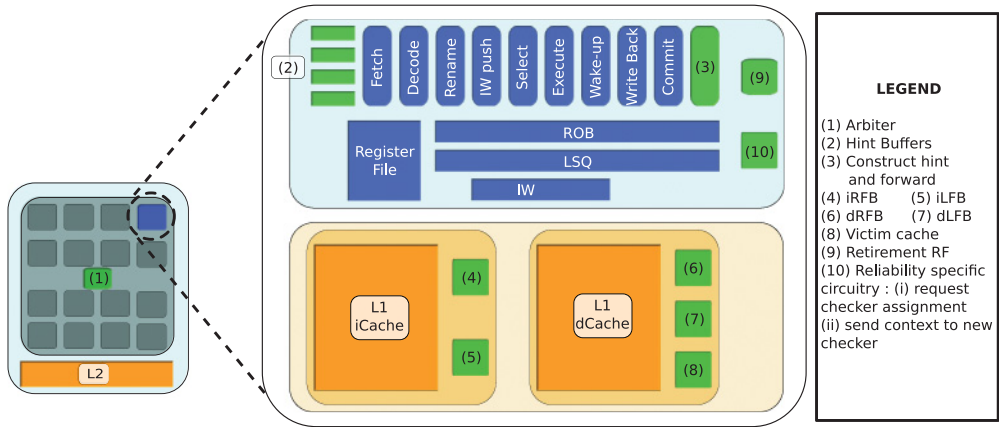 (2)
Fetch
Decode
Rename
IW push
Select
Execute
Wake-up
Write Back
Commit
(3)
(9)
Register
File
ROB
LSQ
IW
(10)
(1)
L2
L1
iCache
(4)
(5)
L1
dCache
(6)
(7)
(8)
LEGEND
(1) Arbiter
(2) Hint Buffers
(3) Construct hint
and forward
(4) iRFB (5) iLFB
(6) dRFB (7) dLFB
(8) Victim cache
(9) Retirement RF
(10) Reliability specific
circuitry : (i) request
checker assignment
(ii) send context to new
checker